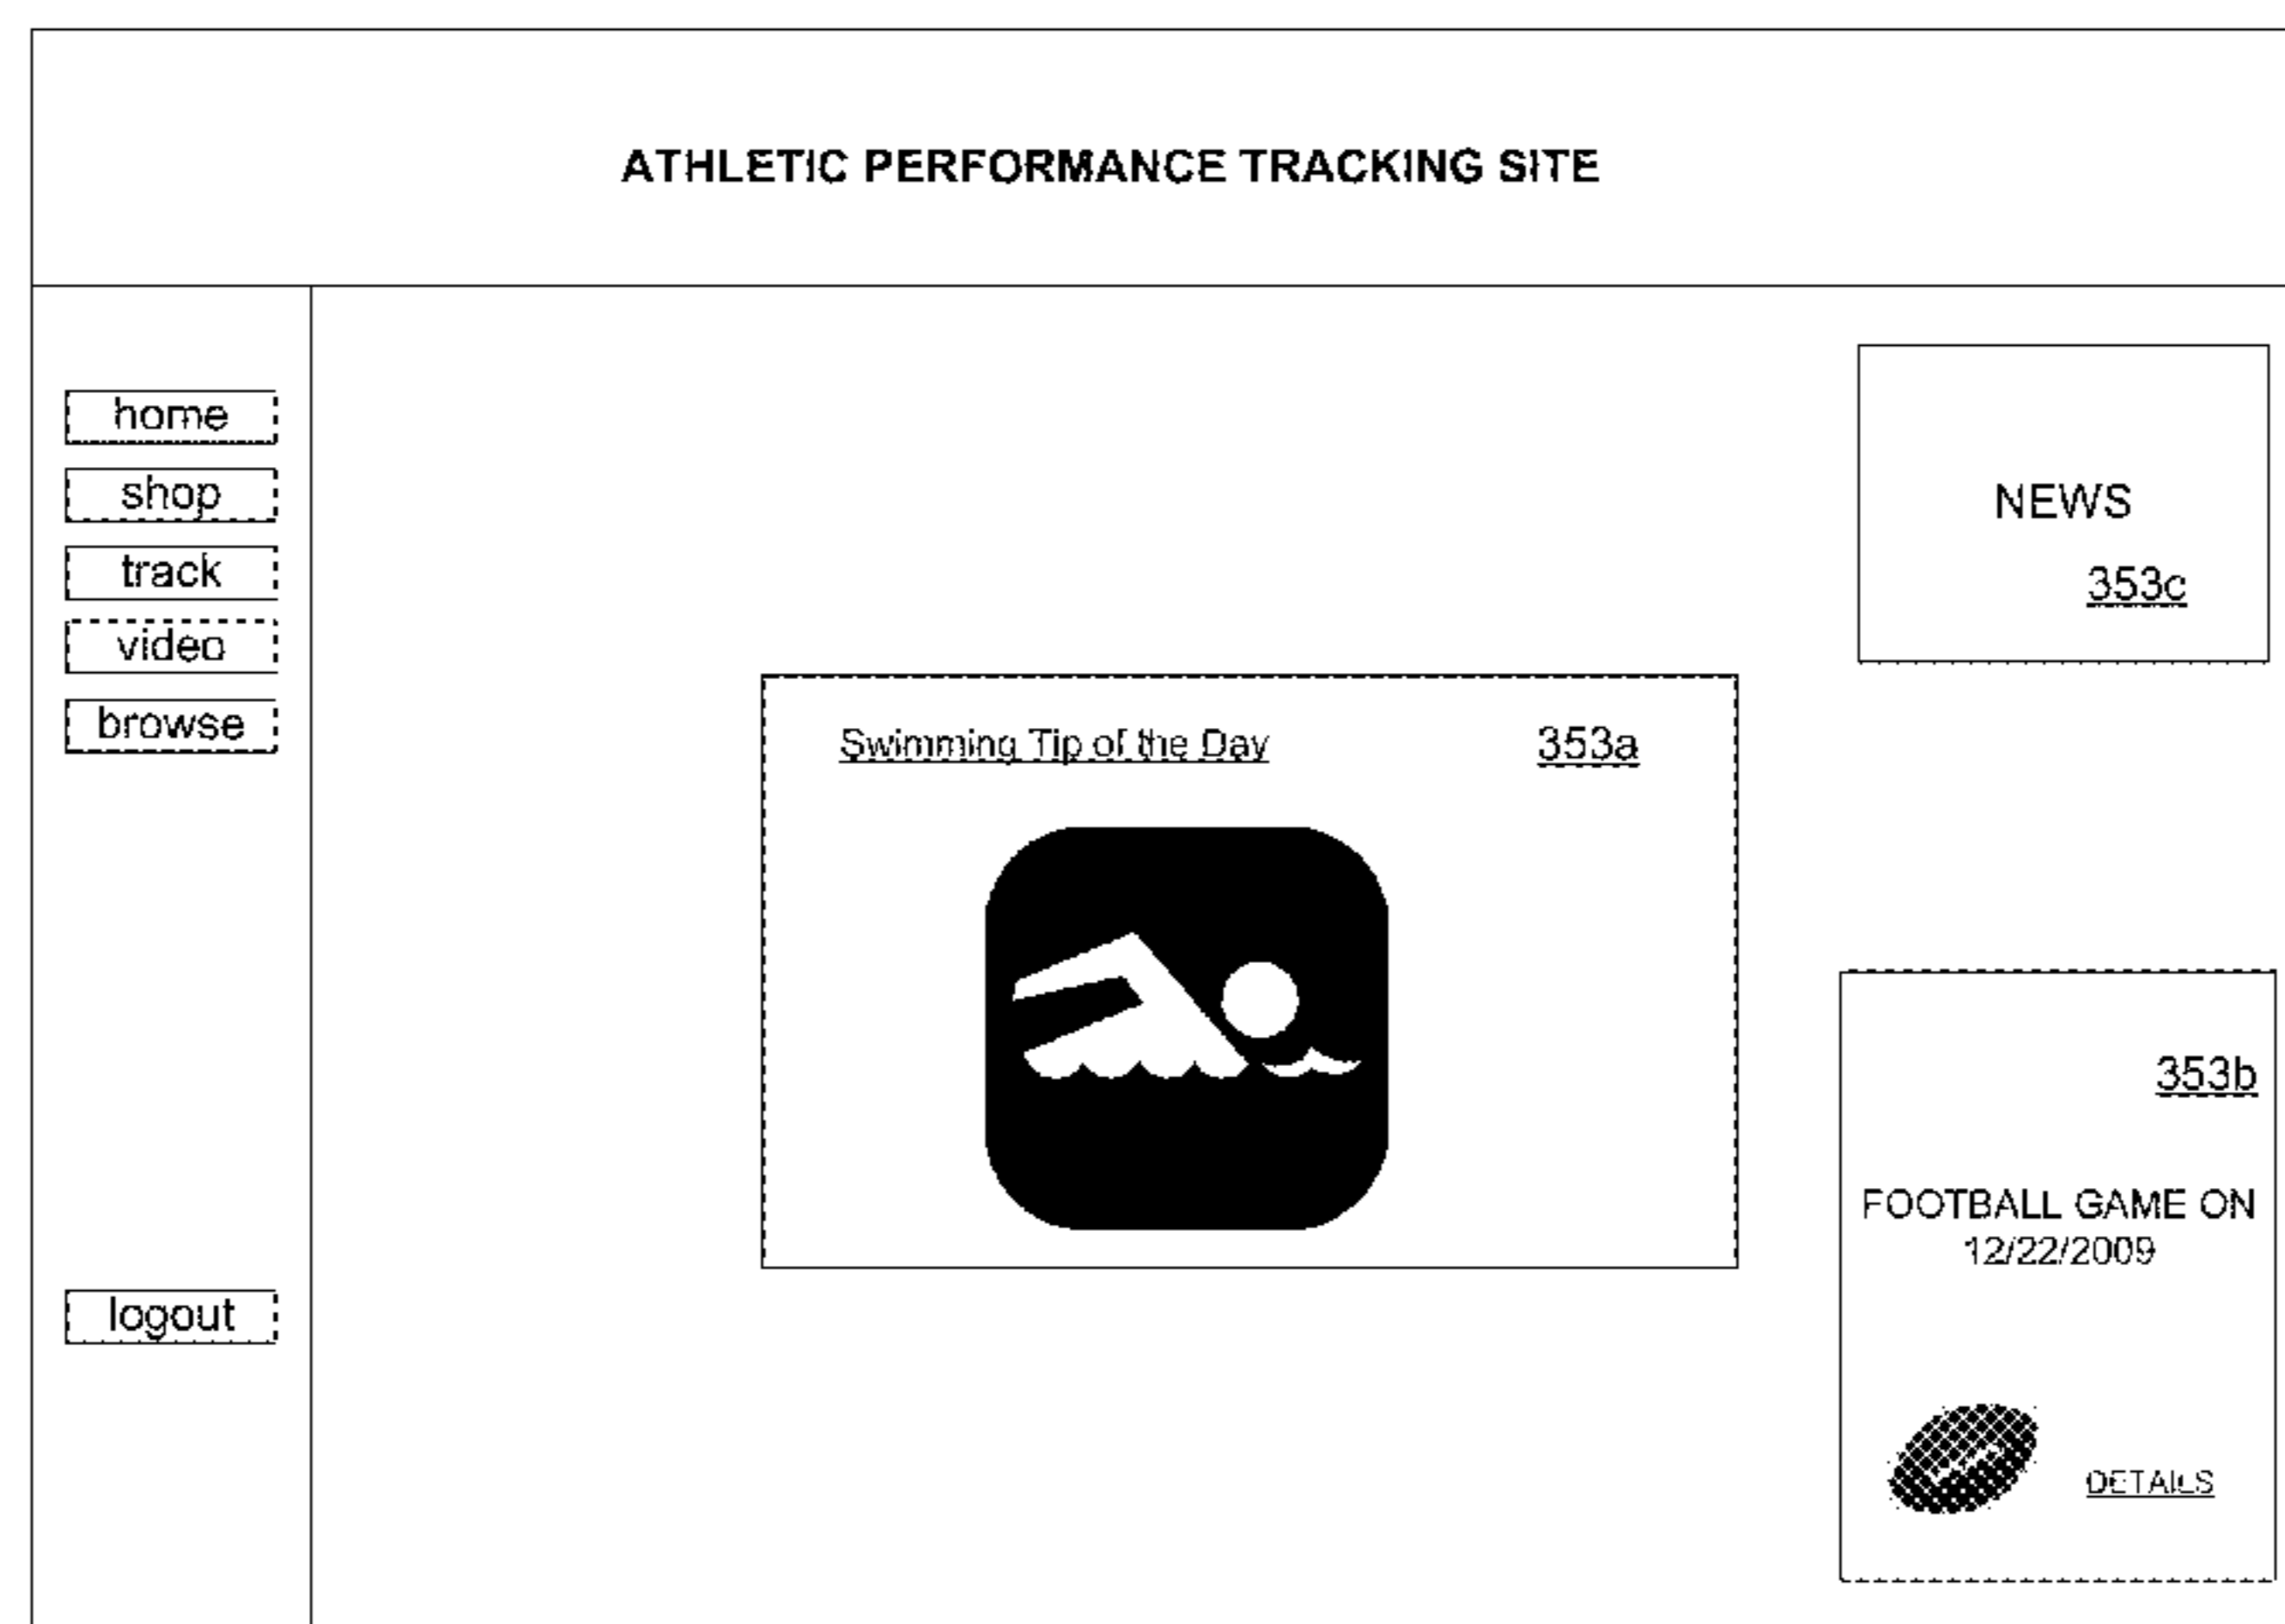 ATHLETIC PERFORMANCE TRACKING SITE
home
shop
track
video
browse
logout
Swimming Tip of the Day 353a
NEWS
353c
353b
FOOTBALL GAME ON
12/22/2009
DETAILS